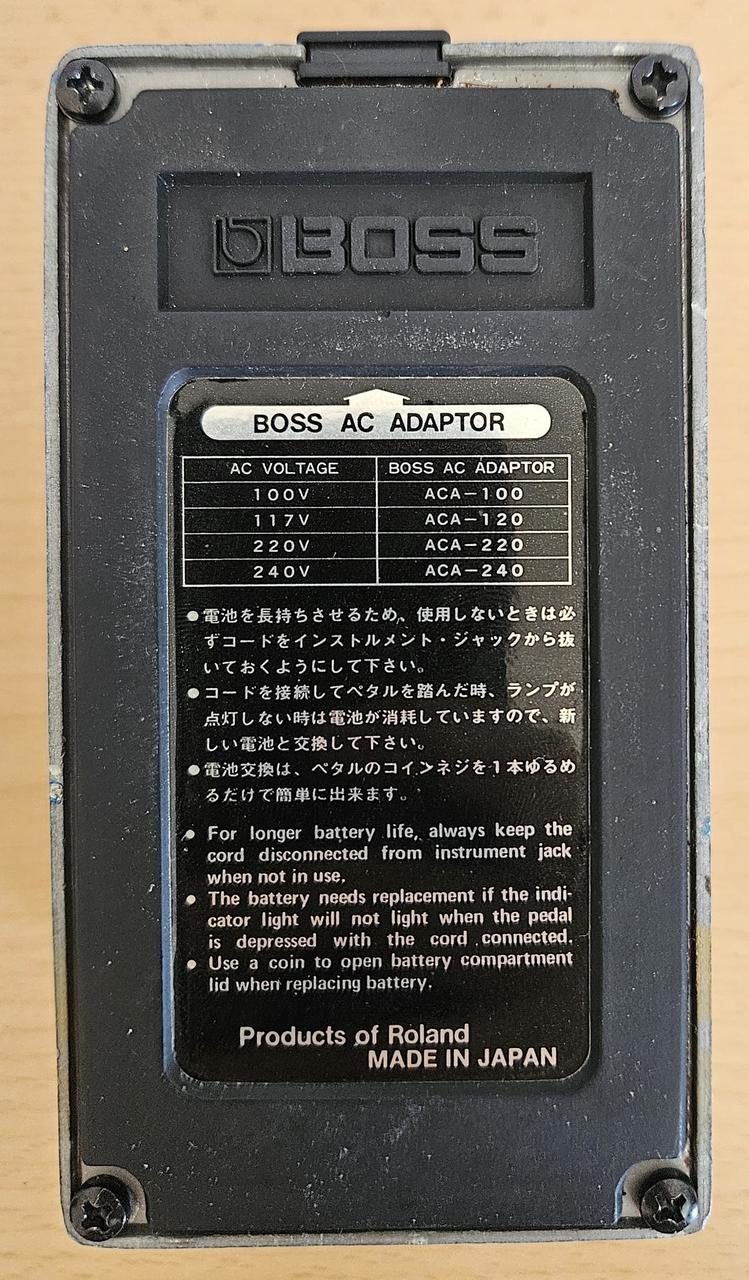 BOSS
BOSS AC ADAPTOR
AC VOLTAGE BOSS AC ADAPTOR
100V ACA-100
117V ACA-120
220V ACA-220
240V ACA-240
●電池を長持ちさせるため、使用しないときは必
ずコードをインストルメント・ジャックから抜
いておくようにして下さい。
●コードを接続してペタルを踏んだ時、ランプが
点灯しない時は電池が消耗していますので、新
しい電池と交換して下さい。
●電池交換は、ペタルのコインネジを1本ゆるめ
るだけで簡単に出来ます。
● For longer battery life, always keep the
cord disconnected from instrument jack
when not in use.
● The battery needs replacement if the indi-
cator light will not light when the pedal
is depressed with the cord connected.
● Use a coin to open battery compartment
lid when replacing battery.
Products of Roland
MADE IN JAPAN